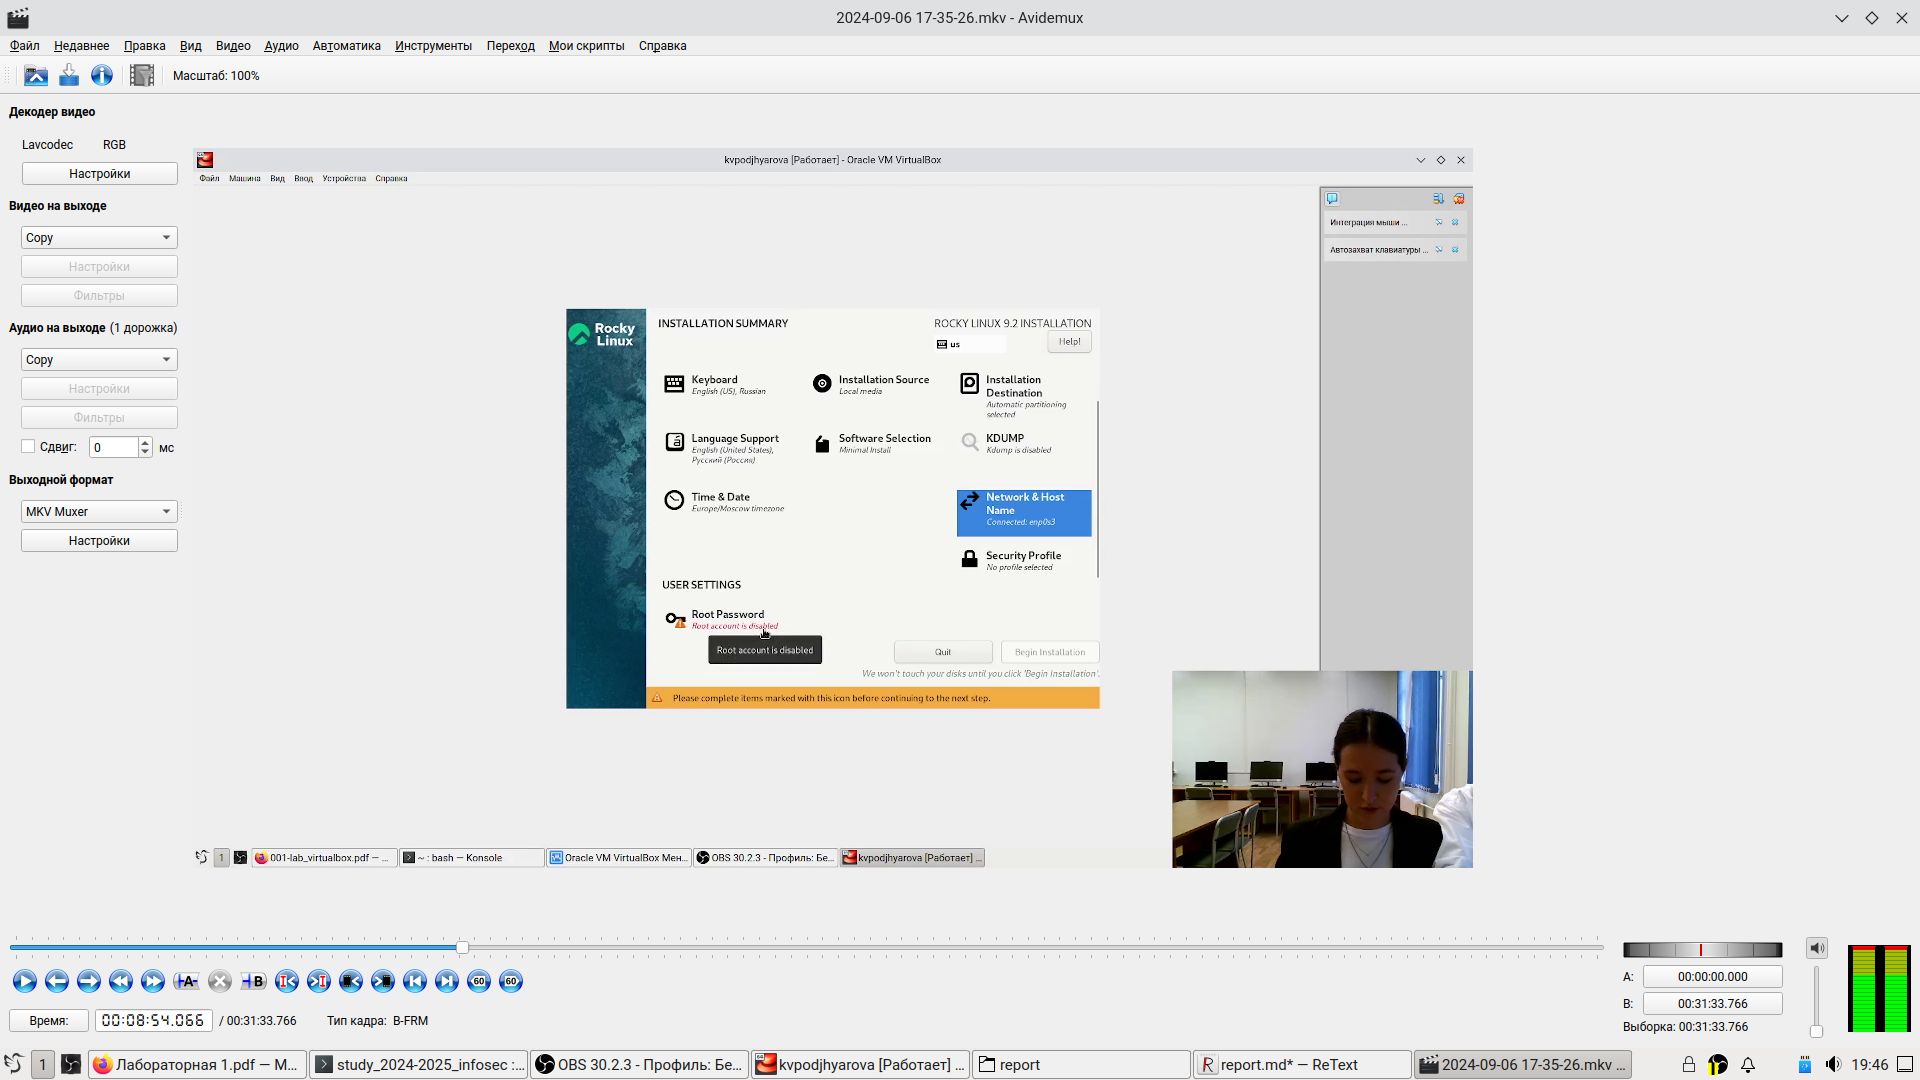 2024-09-06 17-35-26.mkv - Avidemux
Файл Недавнее Правка Вид Видео Аудио Автоматика Инструменты Переход Мои скрипты Справка
Масштаб: 100%
Декодер видео
Lavcodec RGB
Настройки
Видео на выходе
Copy
Настройки
Фильтры
Аудио на выходе (1 дорожка)
Copy
Настройки
Фильтры
Сдвиг: 0 мс
Выходной формат
MKV Muxer
Настройки
kvpodjhyarova [Работает] - Oracle VM VirtualBox
Файл Машина Вид Ввод Устройства Справка
Интеграция мыши ...
Автозахват клавиатуры ...
Rocky
Linux
INSTALLATION SUMMARY
ROCKY LINUX 9.2 INSTALLATION
us
Help!
Keyboard
English (US), Russian
Installation Source
Local media
Installation
Destination
Automatic partitioning
selected
Language Support
English (United States),
Русский (Россия)
Software Selection
Minimal Install
KDUMP
Kdump is disabled
Time & Date
Europe/Moscow timezone
Network & Host
Name
Connected: enp0s3
Security Profile
No profile selected
USER SETTINGS
Root Password
Root account is disabled
Root account is disabled
Quit
Begin Installation
We won't touch your disks until you click 'Begin Installation'.
Please complete items marked with this icon before continuing to the next step.
1 001-lab_virtualbox.pdf — ... ~ : bash — Konsole Oracle VM VirtualBox Мен... OBS 30.2.3 - Профиль: Бе... kvpodjhyarova [Работает] ...
A B 60 60
A: 00:00:00.000
B: 00:31:33.766
Выборка: 00:31:33.766
Время: 00:08:54.066 / 00:31:33.766 Тип кадра: B-FRM
1 Лабораторная 1.pdf — M... study_2024-2025_infosec :... OBS 30.2.3 - Профиль: Бе... kvpodjhyarova [Работает] ... report report.md* — ReText 2024-09-06 17-35-26.mkv ... 19:46